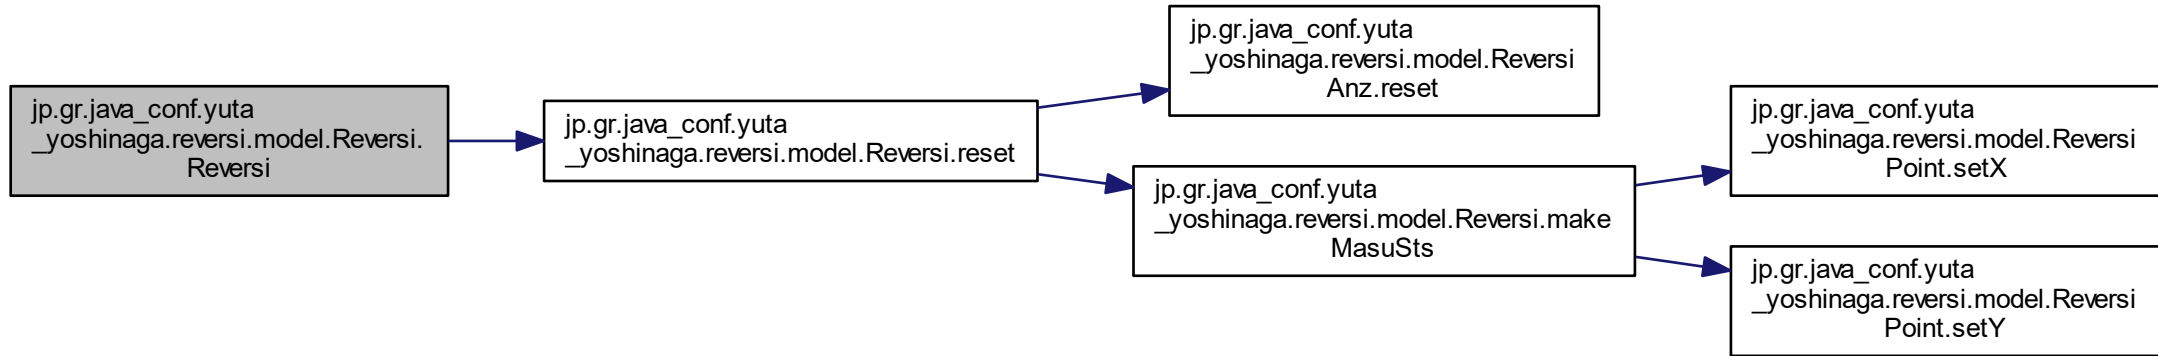 jp.gr.java_conf.yuta
_yoshinaga.reversi.model.Reversi.
Reversi
jp.gr.java_conf.yuta
_yoshinaga.reversi.model.Reversi.reset
jp.gr.java_conf.yuta
_yoshinaga.reversi.model.Reversi
Anz.reset
jp.gr.java_conf.yuta
_yoshinaga.reversi.model.Reversi.make
MasuSts
jp.gr.java_conf.yuta
_yoshinaga.reversi.model.Reversi
Point.setX
jp.gr.java_conf.yuta
_yoshinaga.reversi.model.Reversi
Point.setY